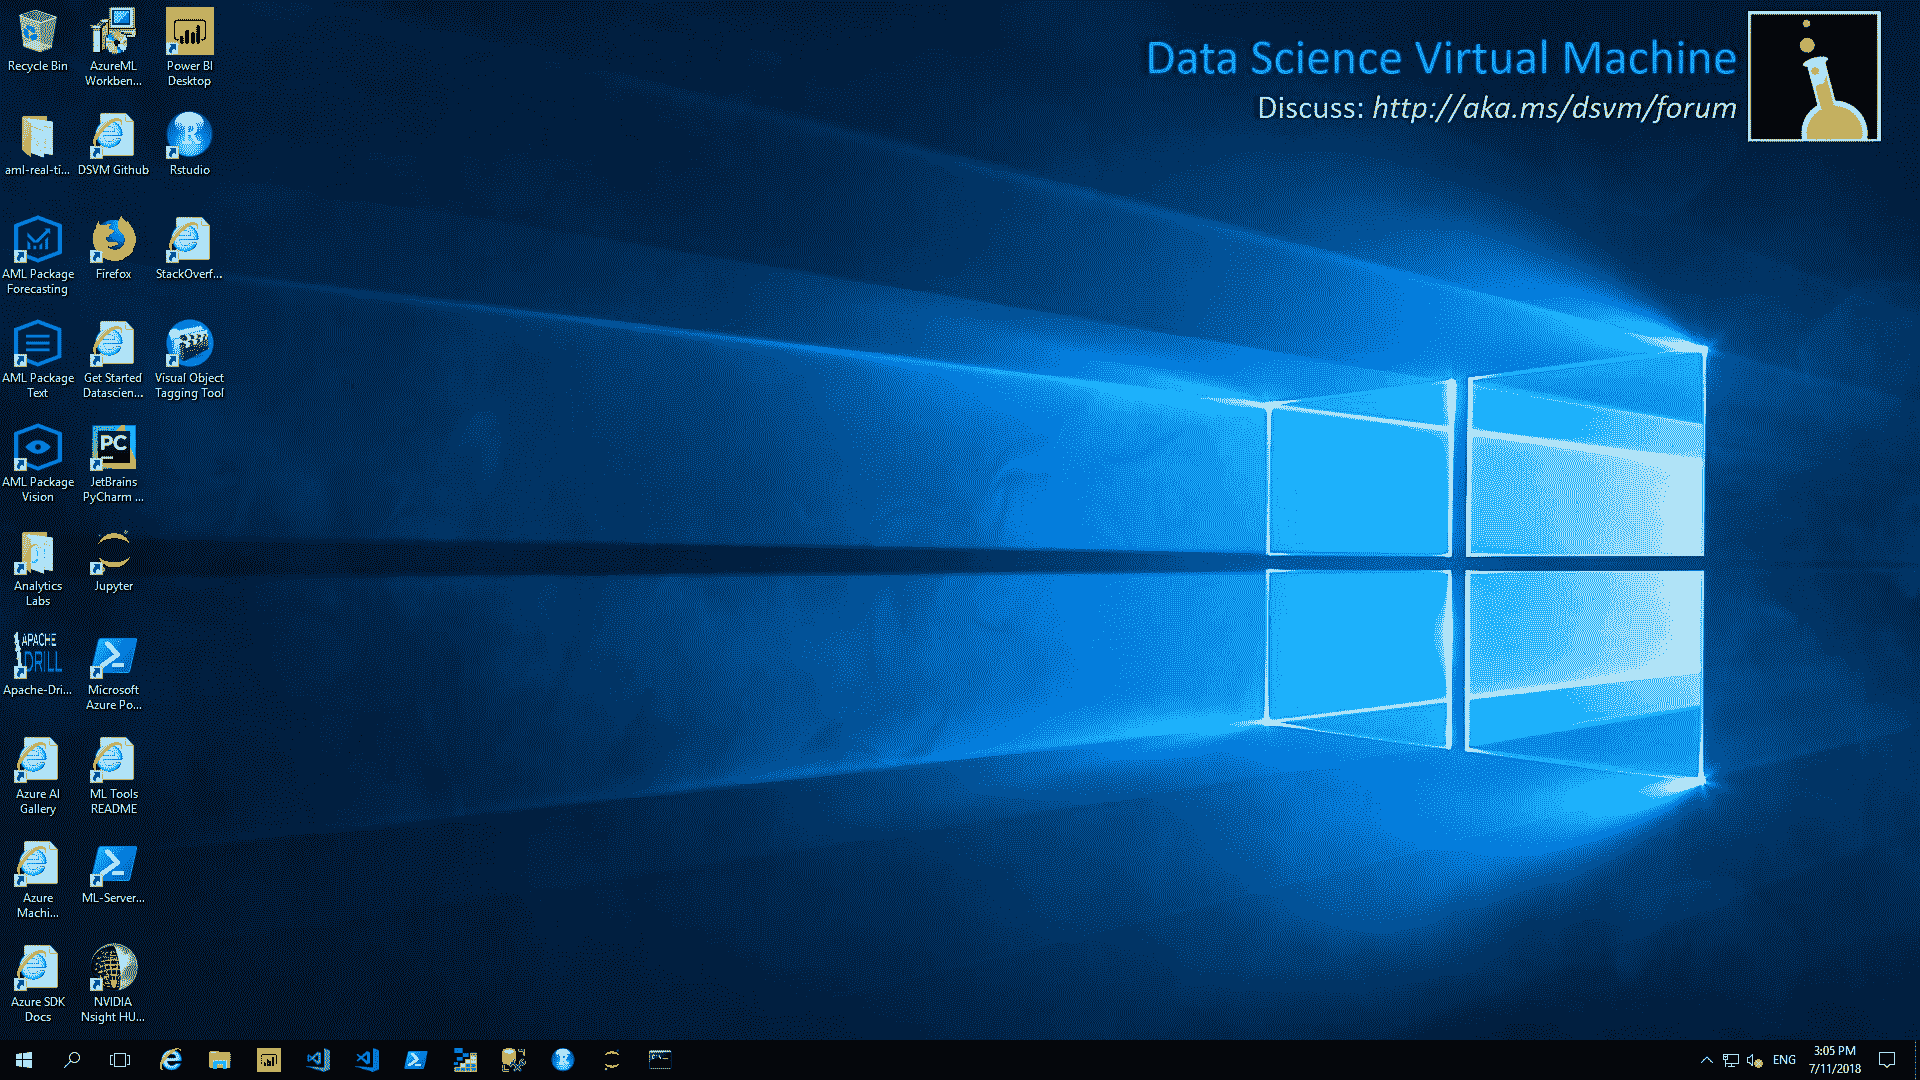 Data Science Virtual Machine
Discuss: http://aka.ms/dsvm/forum
Recycle Bin
AzureML
Workben...
Power BI
Desktop
aml-real-ti...
DSVM Github
Rstudio
AML Package
Forecasting
Firefox
StackOverf...
AML Package
Text
Get Started
Datascien...
Visual Object
Tagging Tool
AML Package
Vision
PC
JetBrains
PyCharm ...
Analytics
Labs
Jupyter
APACHE
DRILL
Apache-Dri...
Microsoft
Azure Po...
Azure AI
Gallery
ML Tools
README
Azure
Machi...
ML-Server...
Azure SDK
Docs
NVIDIA
Nsight HU...
ENG
3:05 PM
7/11/2018